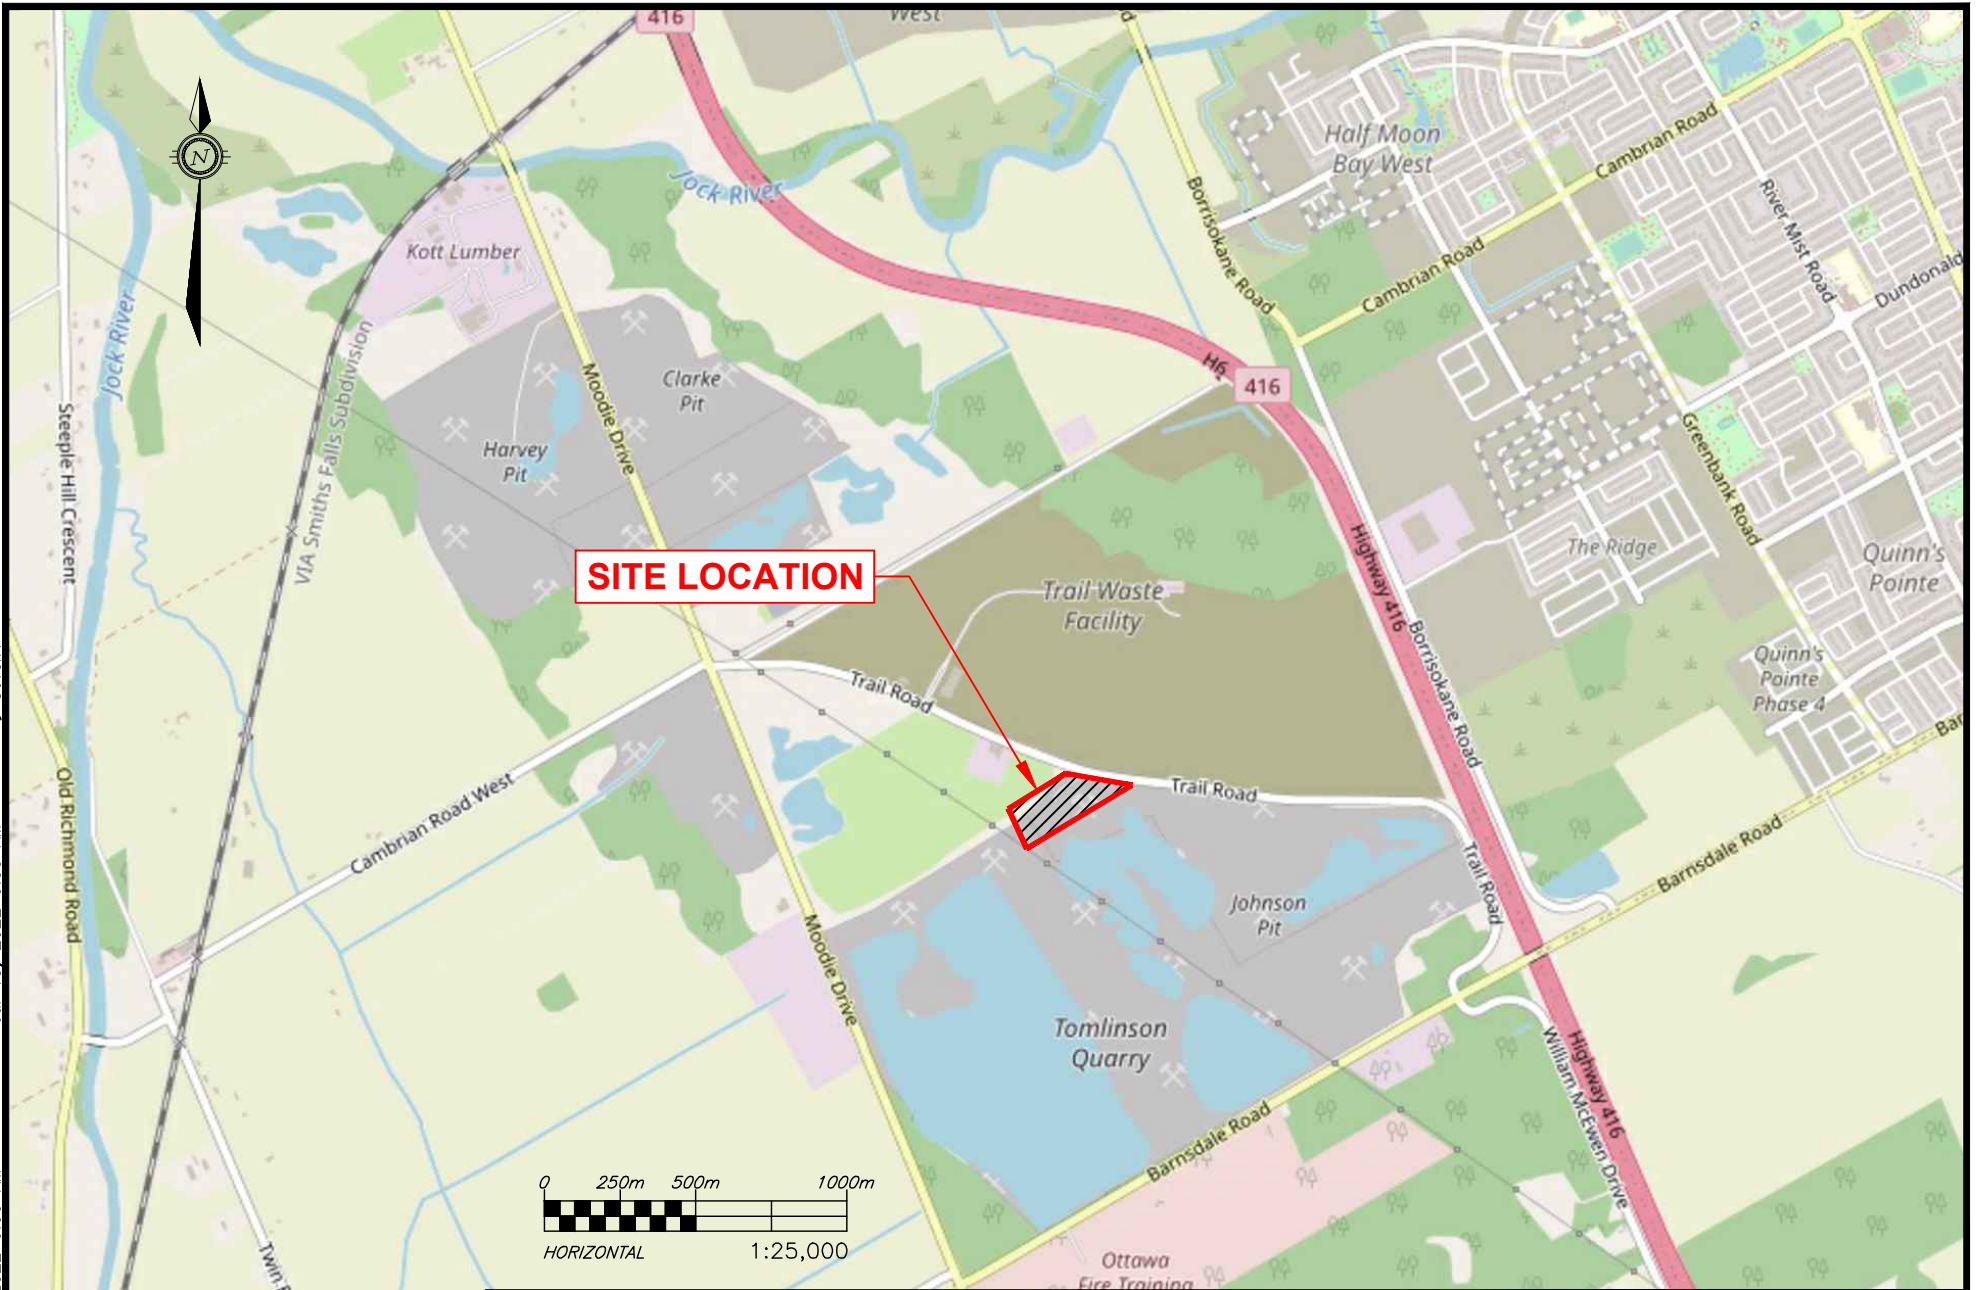 416
West
N
Jock River
Half Moon
Bay West
Cambrian Road
River Mist Road
Borrisokane Road
Cambrian Road
Dundonald
Kott Lumber
Jock River
VIA Smiths Falls Subdivision
Steeple Hill Crescent
Moodie Drive
Clarke
Pit
Harvey
Pit
H6
416
Greenbank Road
Highway 416
The Ridge
Quinn's
Pointe
SITE LOCATION
Trail Waste
Facility
Borrisokane Road
Quinn's
Pointe
Phase 4
Bar
Trail Road
Trail Road
Old Richmond Road
Cambrian Road West
Barnsdale Road
Trail Road
Johnson
Pit
Moodie Drive
Tomlinson
Quarry
Highway 416
William McEwen Drive
Barnsdale Road
0 250m 500m 1000m
HORIZONTAL 1:25,000
Ottawa
Fire Training